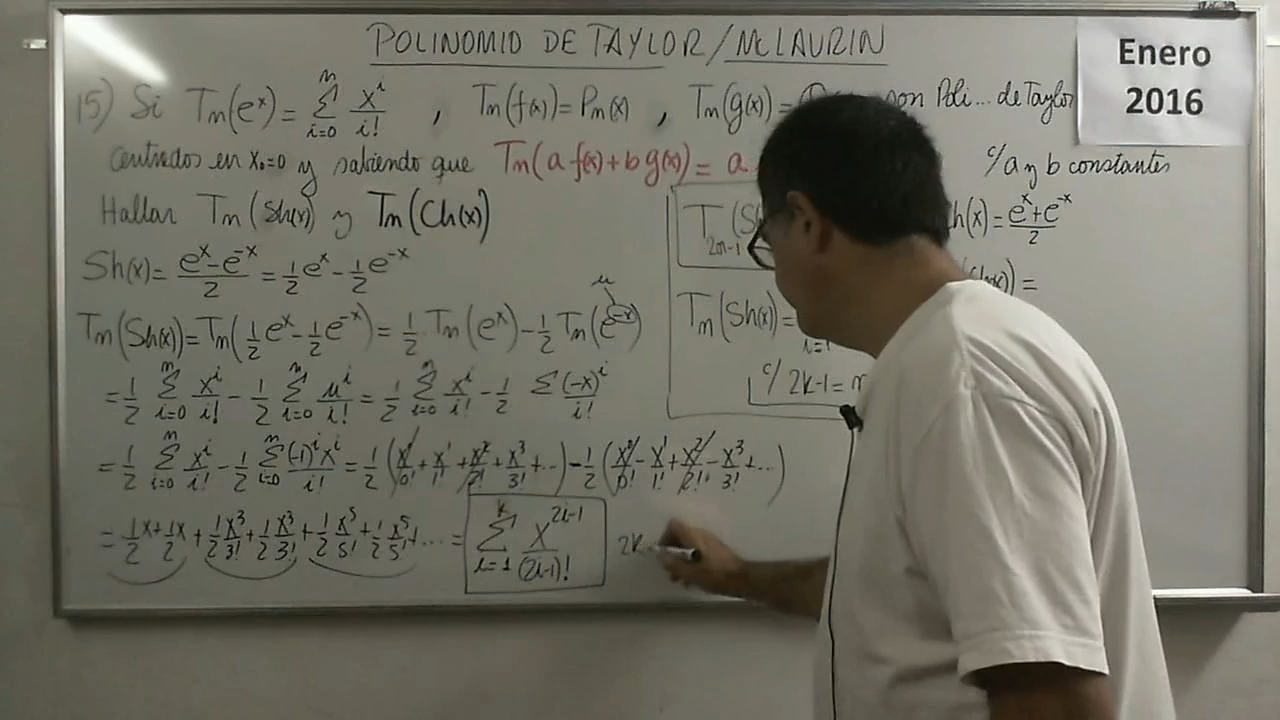 POLINOMIO DE TAYLOR/MCLAURIN
Enero
2016
15) Si Tn(e^x) = Σ_{i=0}^{n} x^i/i! , Tn(f(x)) = Pn(x) , Tn(g(x)) = son Poli... de Taylor
centrados en x₀=0 y sabiendo que Tn(a f(x) + b g(x)) = a c/a y b constantes
Hallar Tn(Sh(x)) y Tn(Ch(x))
Sh(x) = (e^x - e^{-x})/2 = 1/2 e^x - 1/2 e^{-x}
Tn(Sh(x)) = Tn(1/2 e^x - 1/2 e^{-x}) = 1/2 · Tn(e^x) - 1/2 Tn(e^{-x}) u
= 1/2 Σ_{i=0}^{n} x^i/i! - 1/2 Σ_{i=0}^{n} u^i/i! = 1/2 Σ_{i=0}^{n} x^i/i! - 1/2 Σ (-x)^i/i!
= 1/2 Σ_{i=0}^{n} x^i/i! - 1/2 Σ_{i=0}^{n} (-1)^i x^i/i! = 1/2 (x^0/0! + x^1/1! + x^2/2! + x^3/3! + ...) - 1/2 (x^0/0! - x^1/1! + x^2/2! - x^3/3! + ...)
= 1/2 x + 1/2 x + 1/2 x^3/3! + 1/2 x^3/3! + 1/2 x^5/5! + 1/2 x^5/5! + ... = Σ_{i=1}^{k} x^{2i-1}/(2i-1)! 2k-
T_{2n-1}(S
Tn(Sh(x)) = i=1
c/ 2k-1 =
h(x) = (e^x + e^{-x})/2
) =